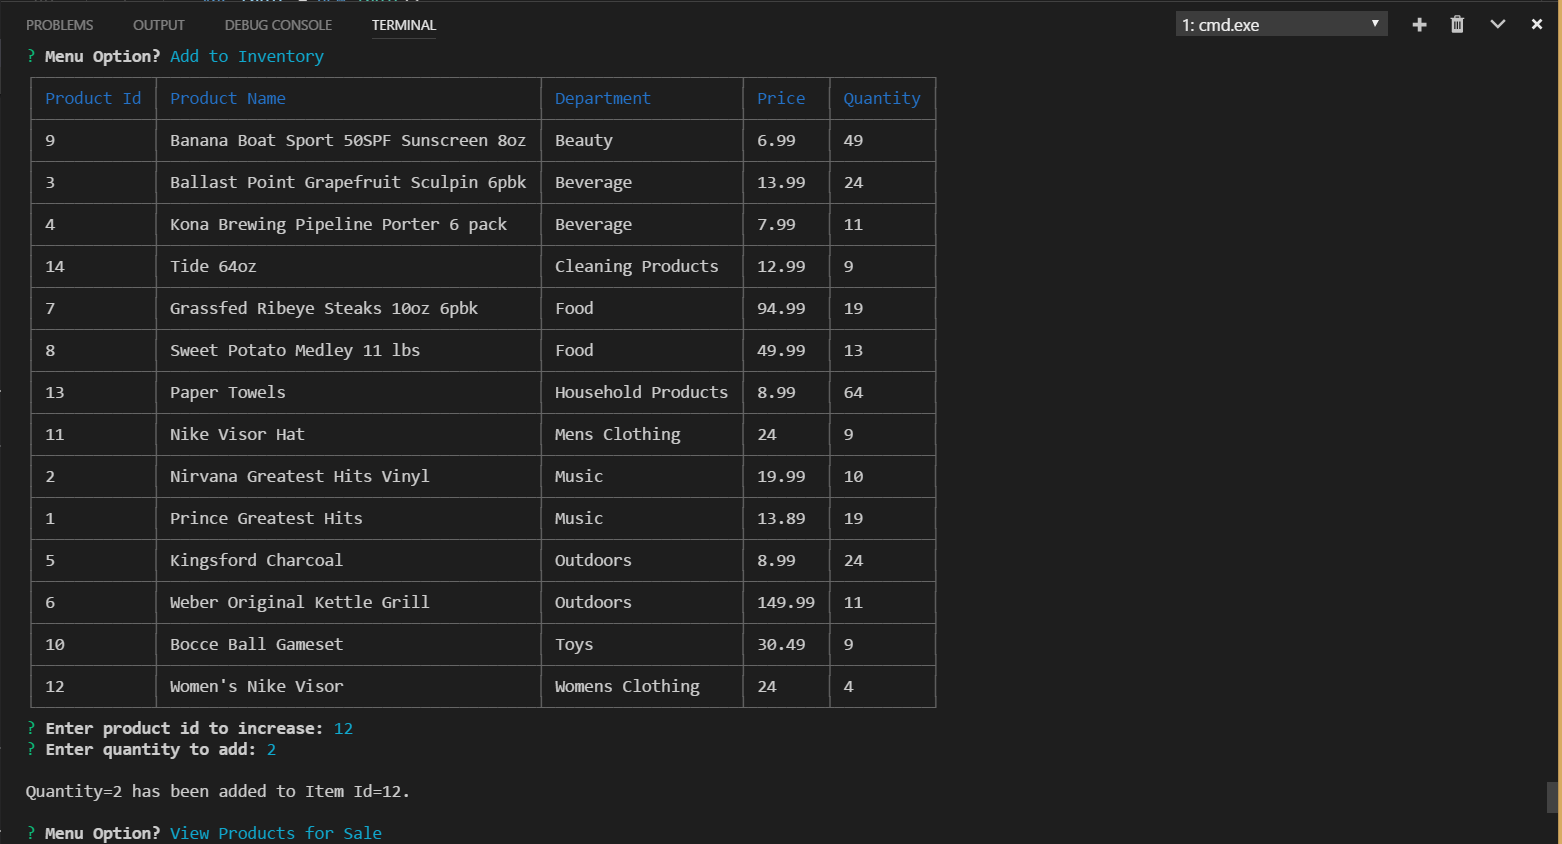 PROBLEMS OUTPUT DEBUG CONSOLE TERMINAL 1: cmd.exe
? Menu Option? Add to Inventory
Product Id Product Name Department Price Quantity
9 Banana Boat Sport 50SPF Sunscreen 8oz Beauty 6.99 49
3 Ballast Point Grapefruit Sculpin 6pbk Beverage 13.99 24
4 Kona Brewing Pipeline Porter 6 pack Beverage 7.99 11
14 Tide 64oz Cleaning Products 12.99 9
7 Grassfed Ribeye Steaks 10oz 6pbk Food 94.99 19
8 Sweet Potato Medley 11 lbs Food 49.99 13
13 Paper Towels Household Products 8.99 64
11 Nike Visor Hat Mens Clothing 24 9
2 Nirvana Greatest Hits Vinyl Music 19.99 10
1 Prince Greatest Hits Music 13.89 19
5 Kingsford Charcoal Outdoors 8.99 24
6 Weber Original Kettle Grill Outdoors 149.99 11
10 Bocce Ball Gameset Toys 30.49 9
12 Women's Nike Visor Womens Clothing 24 4
? Enter product id to increase: 12
? Enter quantity to add: 2
Quantity=2 has been added to Item Id=12.
? Menu Option? View Products for Sale